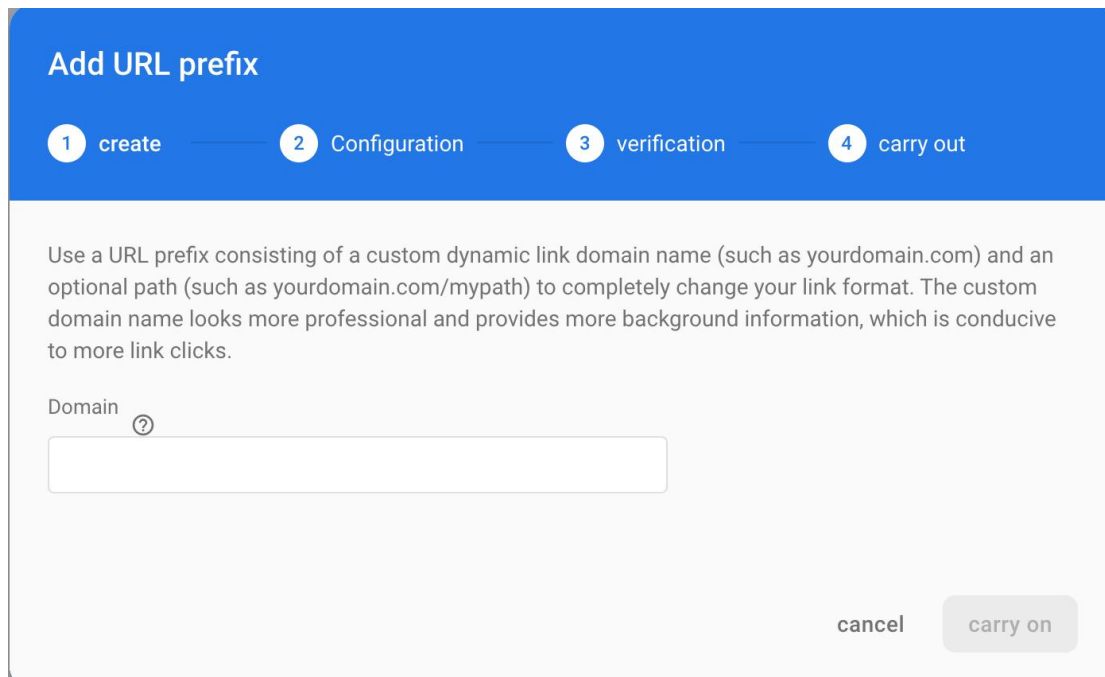 Add URL prefix
1 create 2 Configuration 3 verification 4 carry out
Use a URL prefix consisting of a custom dynamic link domain name (such as yourdomain.com) and an
optional path (such as yourdomain.com/mypath) to completely change your link format. The custom
domain name looks more professional and provides more background information, which is conducive
to more link clicks.
Domain ?
cancel carry on